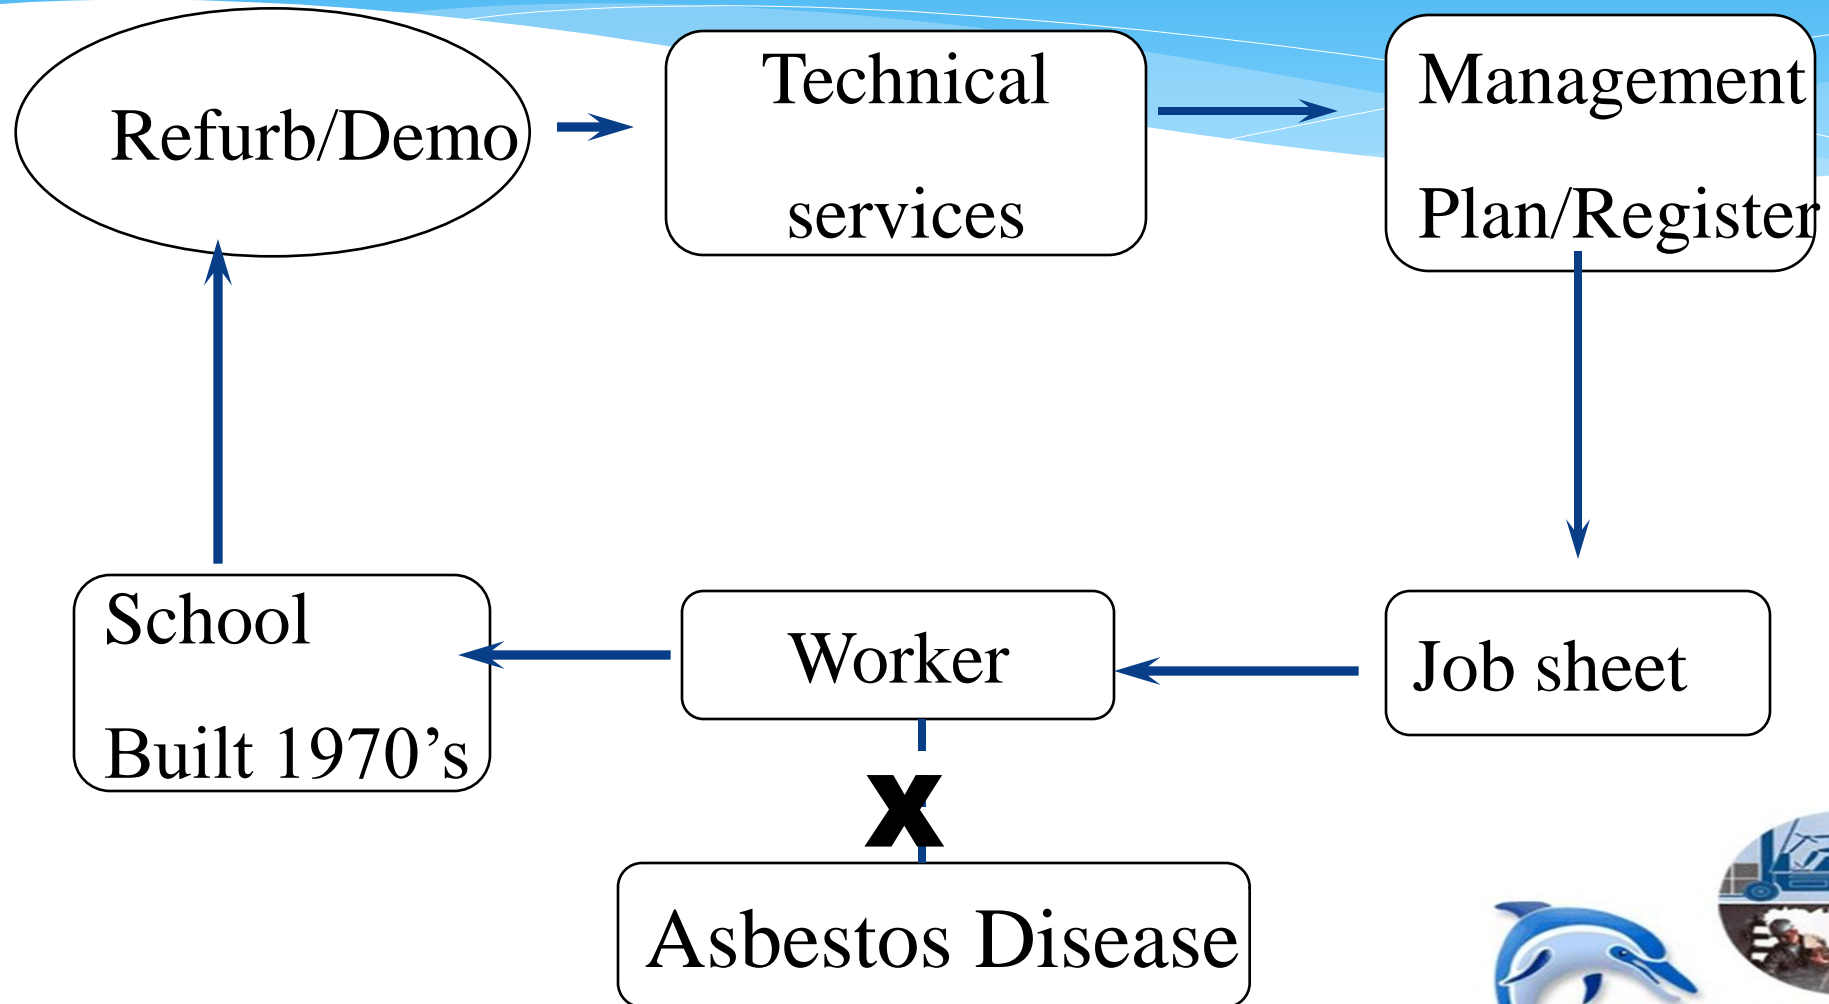 Refurb/Demo
Technical
services
Management
Plan/Register
School
Built 1970’s
Worker
Job sheet
X
Asbestos Disease